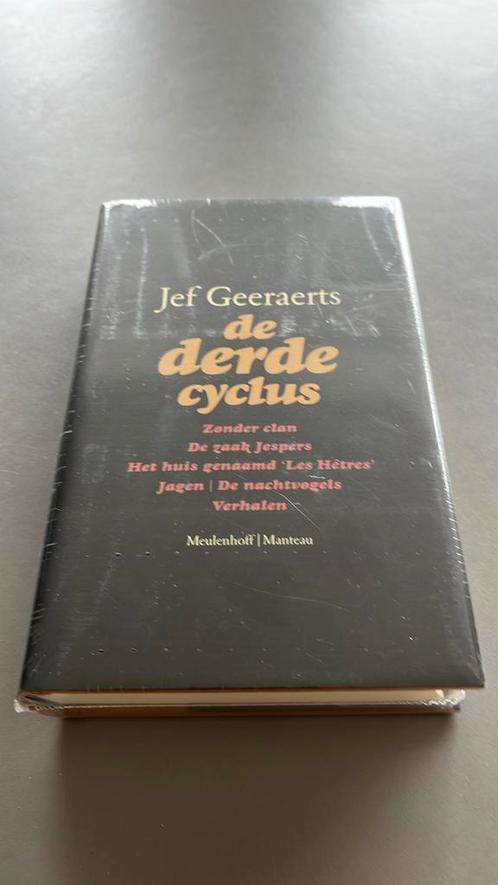 Jef Geeraerts
de
derde
cyclus
Zonder clan
De zaak Jespers
Het huis genaamd ‘Les Hêtres’
Jagen | De nachtvogels
Verhalen
Meulenhoff | Manteau